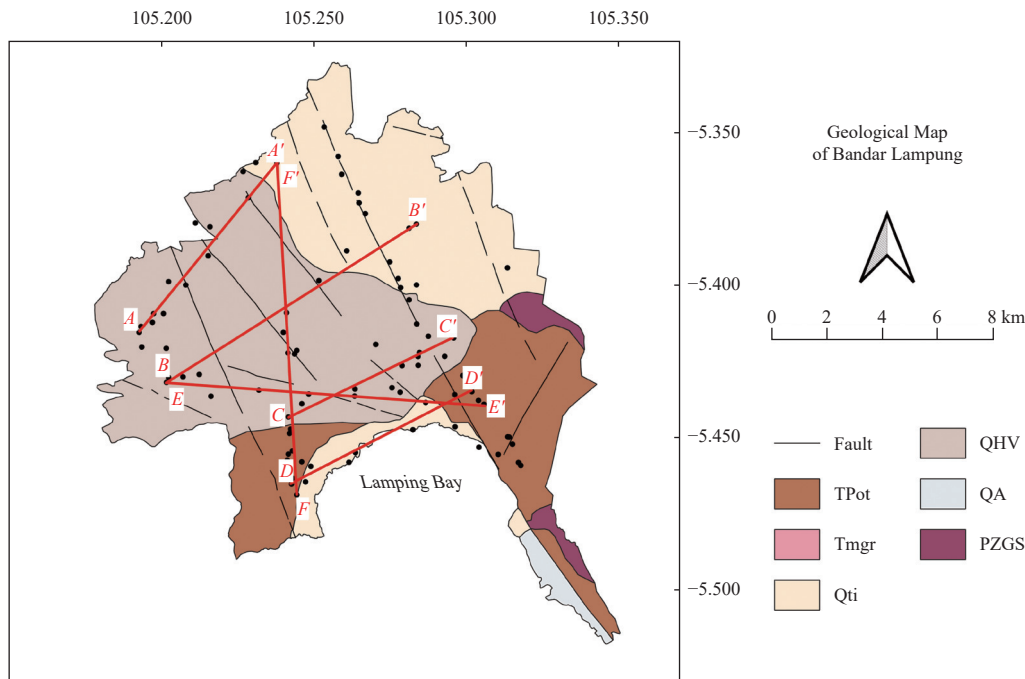 105.200 105.250 105.300 105.350
−5.350
−5.400
−5.450
−5.500
A'
F'
B'
A
C'
B
D'
E
E'
C
D
F
Lamping Bay
Geological Map
of Bandar Lampung
0 2 4 6 8 km
Fault QHV
TPot QA
Tmgr PZGS
Qti